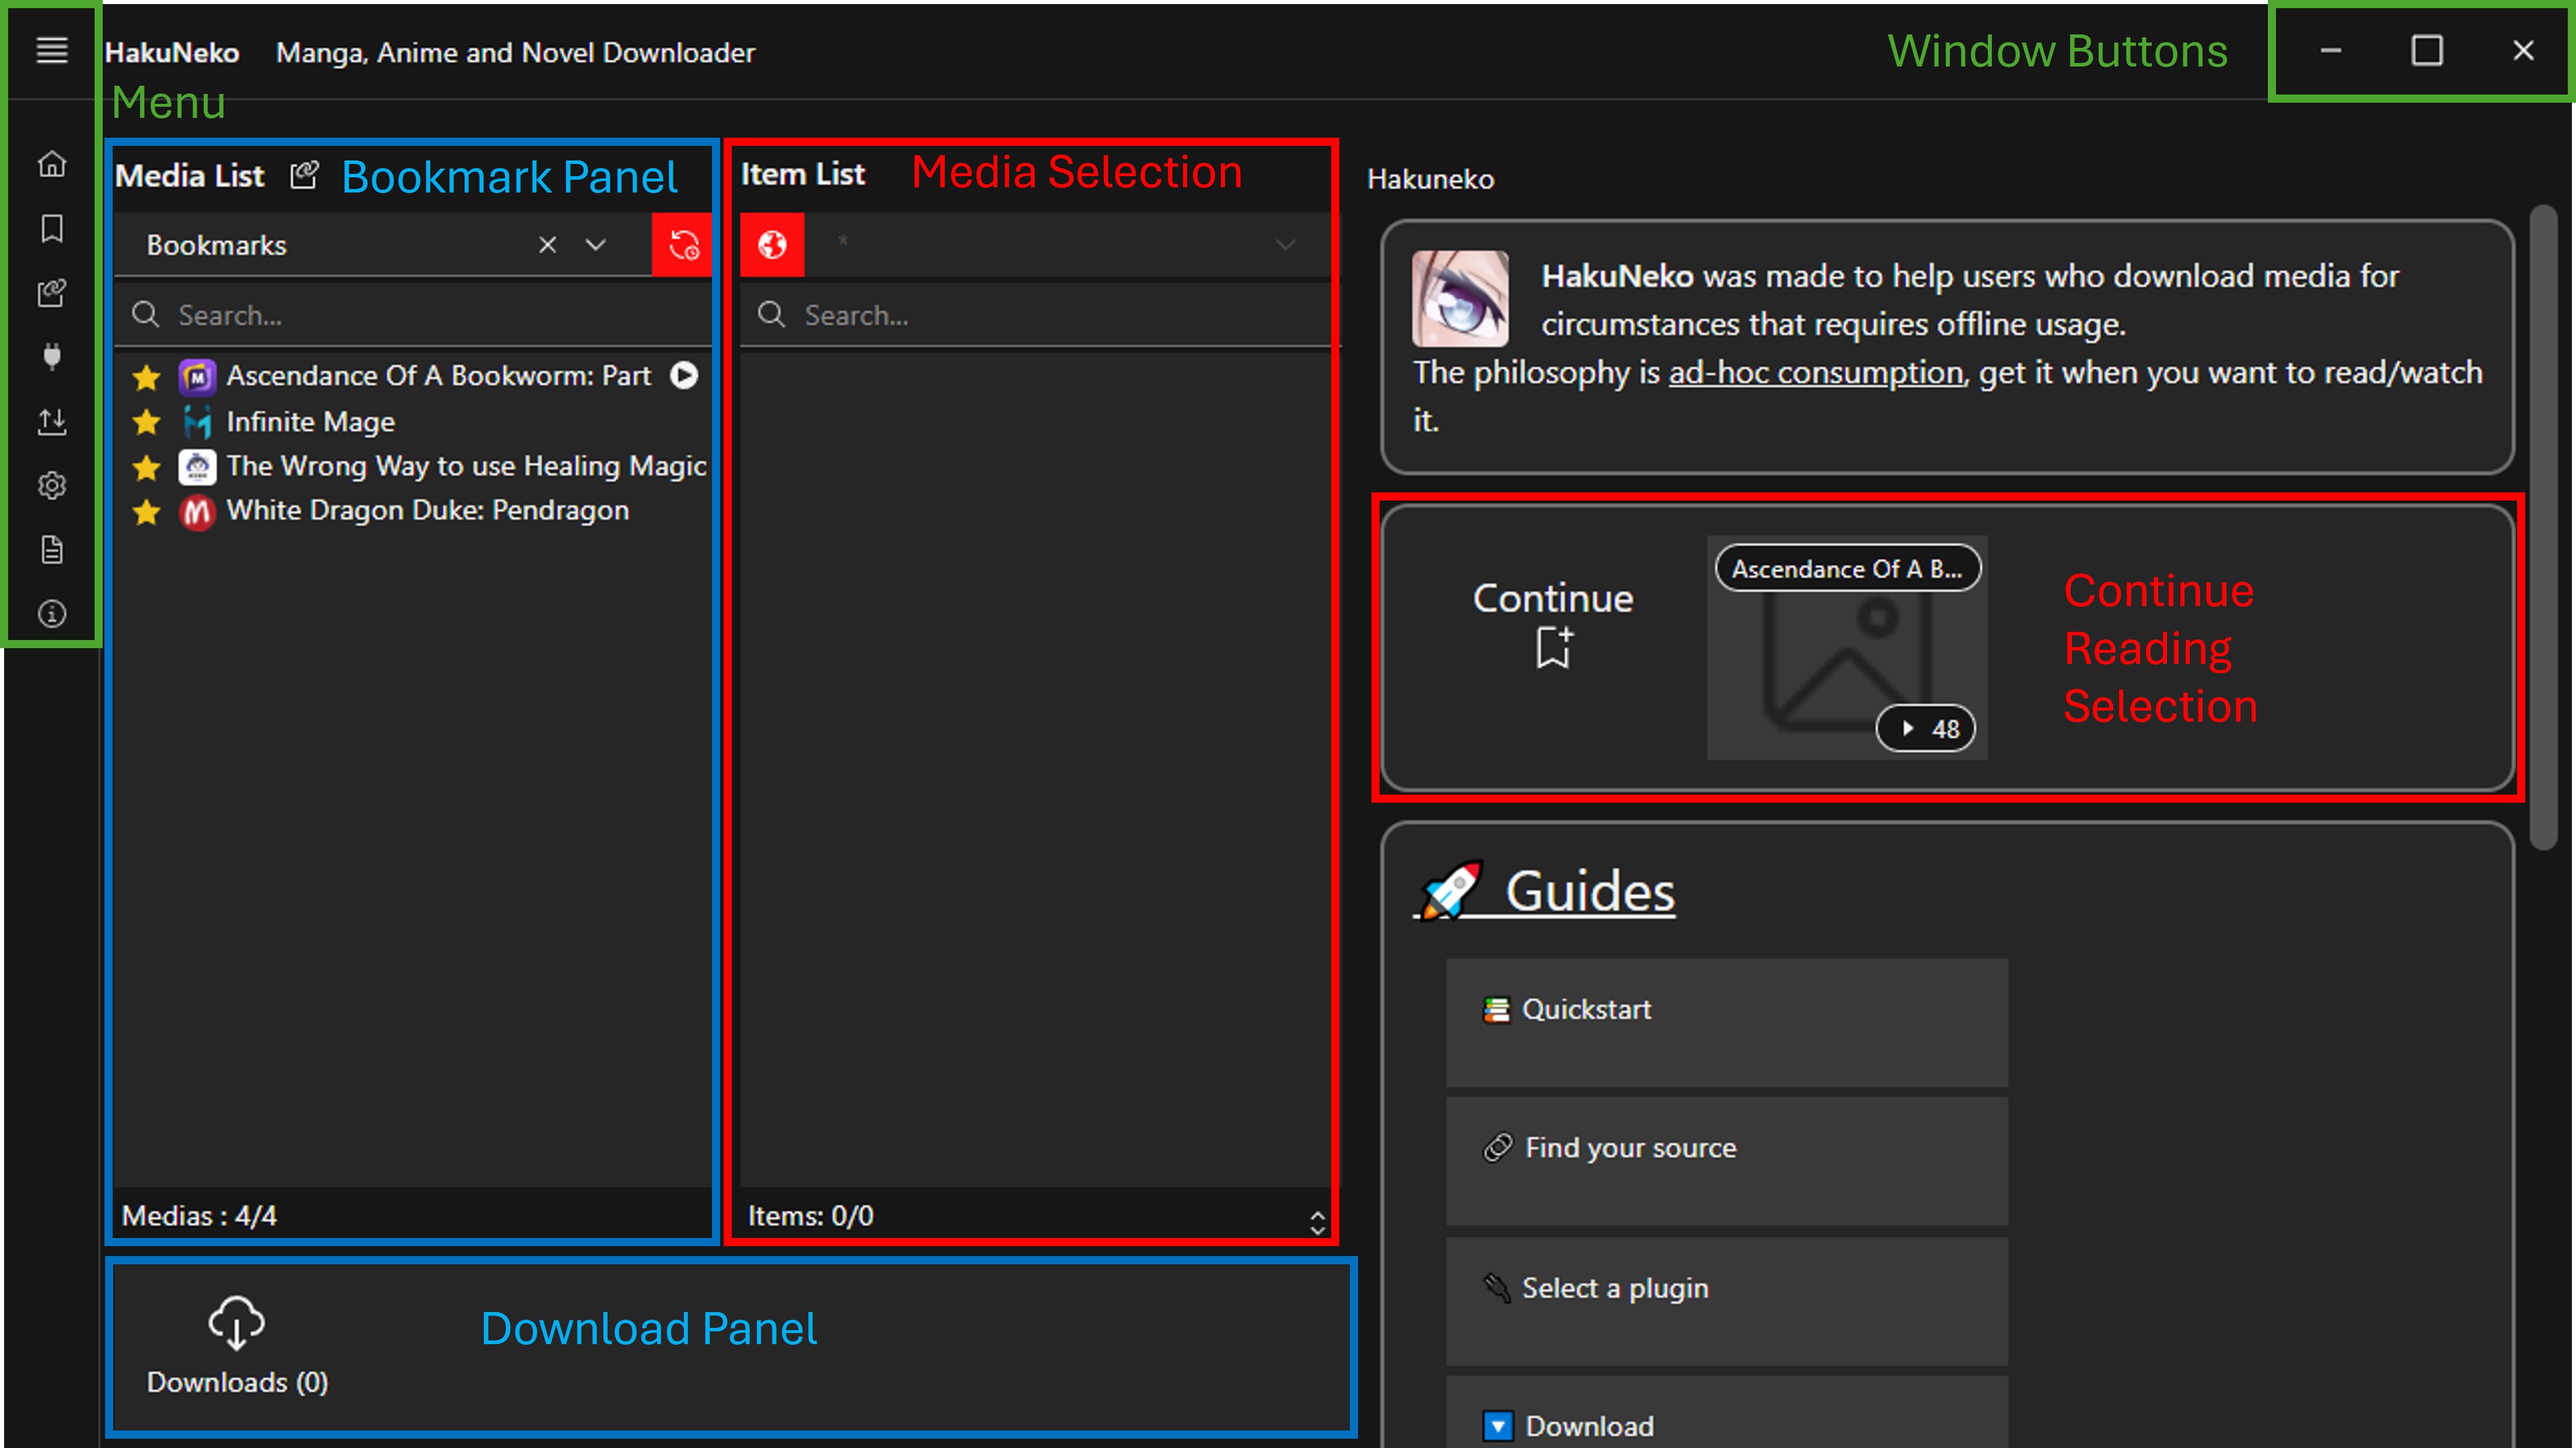 HakuNeko Manga, Anime and Novel Downloader
Window Buttons
Menu
Media List
Bookmark Panel
Bookmarks
Search...
Ascendance Of A Bookworm: Part
Infinite Mage
The Wrong Way to use Healing Magic
White Dragon Duke: Pendragon
Medias : 4/4
Item List
Media Selection
*
Search...
Items: 0/0
Downloads (0)
Download Panel
Hakuneko
HakuNeko was made to help users who download media for
circumstances that requires offline usage.
The philosophy is ad-hoc consumption, get it when you want to read/watch
it.
Continue
Ascendance Of A B...
48
Continue
Reading
Selection
Guides
Quickstart
Find your source
Select a plugin
Download